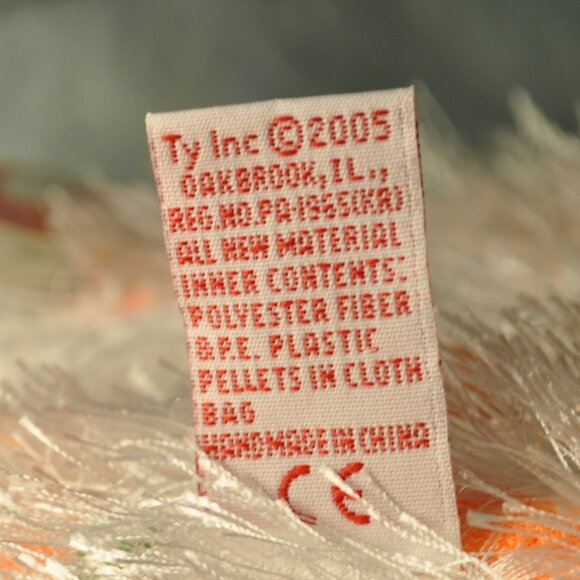 Ty Inc © 2005
OAKBROOK, IL.,
REG.NO.PA-1965(KR)
ALL NEW MATERIAL
INNER CONTENTS:
POLYESTER FIBER
& P.E. PLASTIC
PELLETS IN CLOTH
BAG
HANDMADE IN CHINA
CE